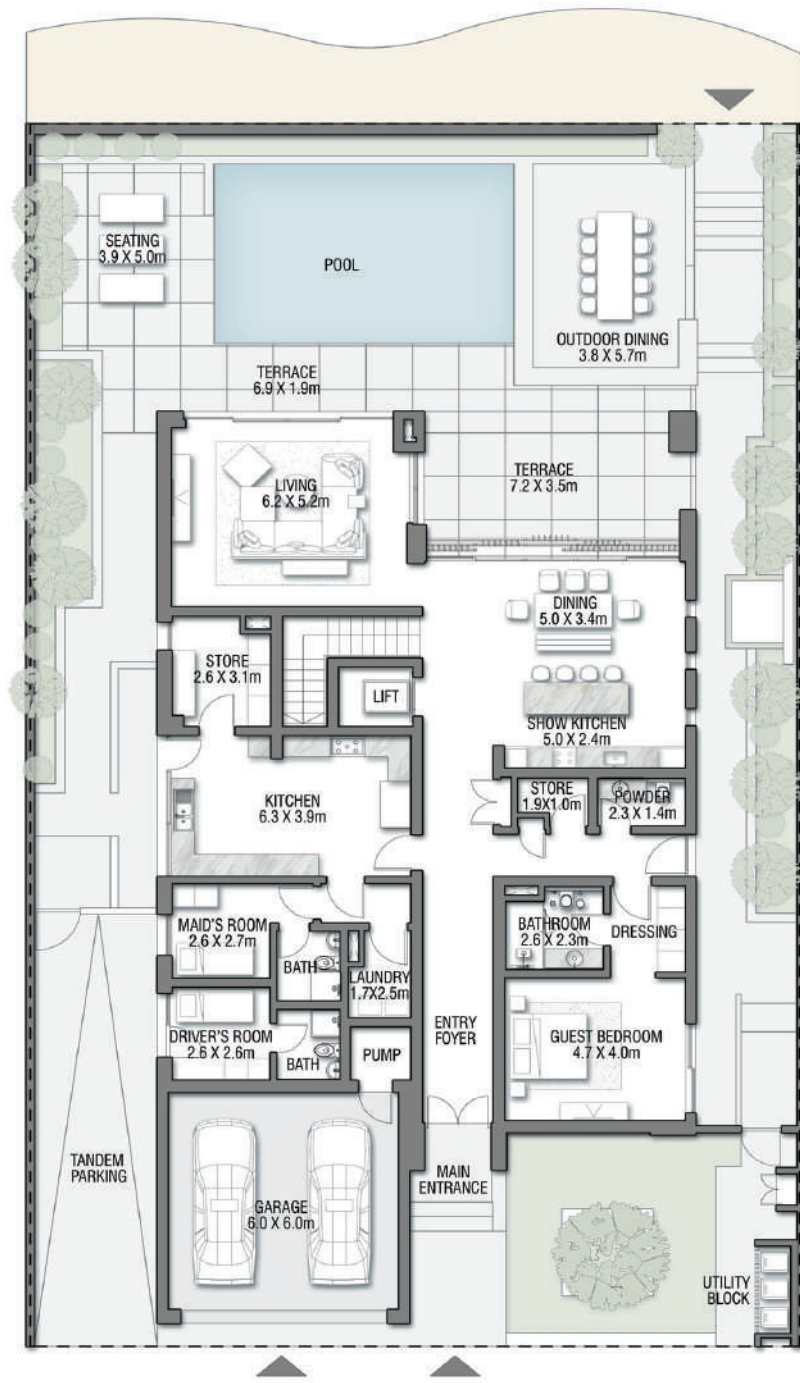 SEATING
3.9 X 5.0m
POOL
OUTDOOR DINING
3.8 X 5.7m
TERRACE
6.9 X 1.9m
LIVING
6.2 X 5.2m
TERRACE
7.2 X 3.5m
DINING
5.0 X 3.4m
STORE
2.6 X 3.1m
LIFT
SHOW KITCHEN
5.0 X 2.4m
KITCHEN
6.3 X 3.9m
STORE
1.9X1.0m
POWDER
2.3 X 1.4m
MAID'S ROOM
2.6 X 2.7m
BATH
LAUNDRY
1.7X2.5m
BATHROOM
2.6 X 2.3m
DRESSING
DRIVER'S ROOM
2.6 X 2.6m
BATH
PUMP
ENTRY
FOYER
GUEST BEDROOM
4.7 X 4.0m
TANDEM
PARKING
GARAGE
6.0 X 6.0m
MAIN
ENTRANCE
UTILITY
BLOCK